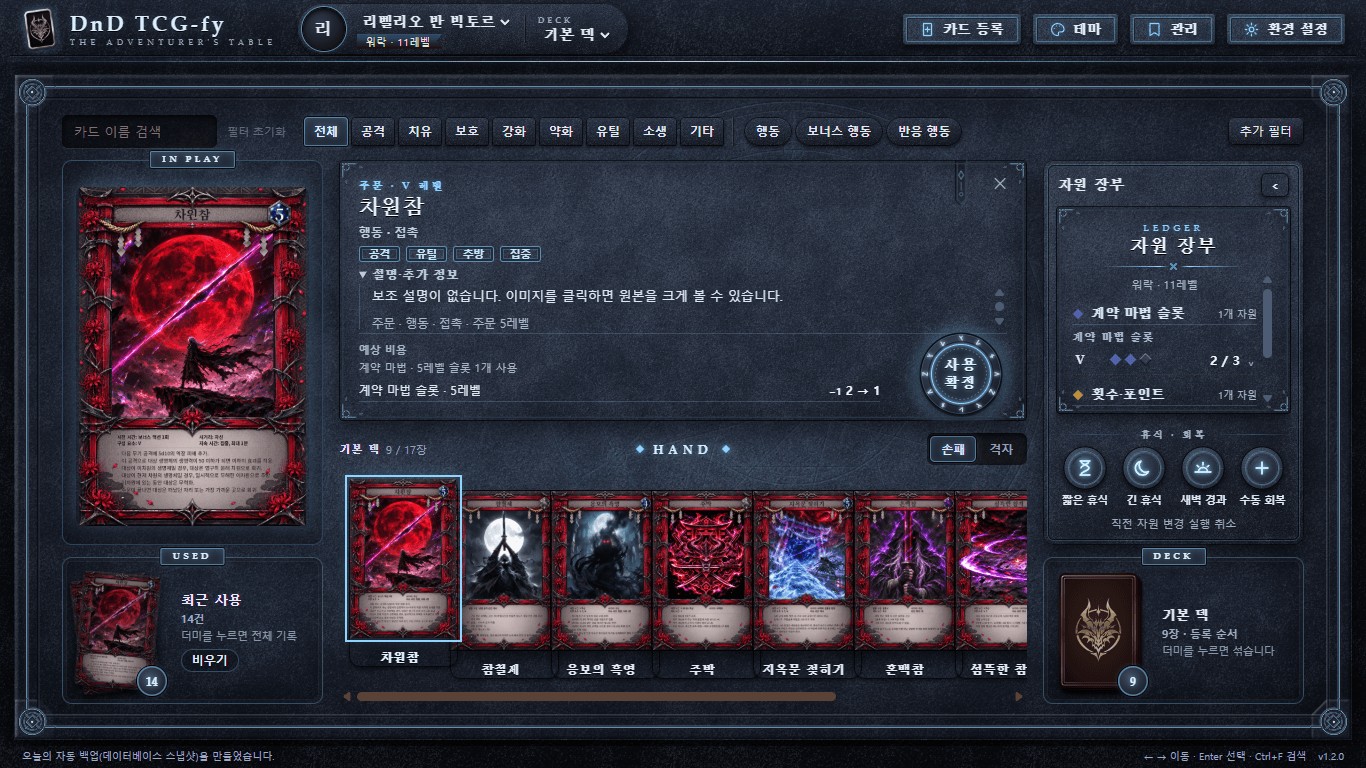 DnD TCG-fy
THE ADVENTURER'S TABLE
리
리벨리오 반 빅토르
워락 · 11레벨
DECK
기본 덱
카드 등록
테마
관리
환경 설정
카드 이름 검색
필터 초기화
전체
공격
치유
보호
강화
약화
유틸
소생
기타
행동
보너스 행동
반응 행동
추가 필터
IN PLAY
차원참
5
주문 · V 레벨
차원참
행동 · 접촉
공격
유틸
추방
집중
▼ 설명·추가 정보
보조 설명이 없습니다. 이미지를 클릭하면 원본을 크게 볼 수 있습니다.
주문 · 행동 · 접촉 · 주문 5레벨
예상 비용
계약 마법 슬롯 · 5레벨 슬롯 1개 사용
계약 마법 슬롯 · 5레벨
−1 2 → 1
사용
확정
자원 장부
<
LEDGER
자원 장부
워락 · 11레벨
계약 마법 슬롯
1개 자원
계약 마법 슬롯
V
2 / 3
횟수·포인트
1개 자원
휴식 · 회복
짧은 휴식
긴 휴식
새벽 경과
수동 회복
직전 자원 변경 실행 취소
기본 덱 9 / 17장
HAND
손패
격자
차원참
참철제
응보의 흑영
주박
지옥문 젖히기
혼백참
섬뜩한 참
USED
최근 사용
14건
더미를 누르면 전체 기록
비우기
14
DECK
기본 덱
9장 · 등록 순서
더미를 누르면 섞습니다
9
오늘의 자동 백업(데이터베이스 스냅샷)을 만들었습니다.
← → 이동 · Enter 선택 · Ctrl+F 검색
v1.2.0